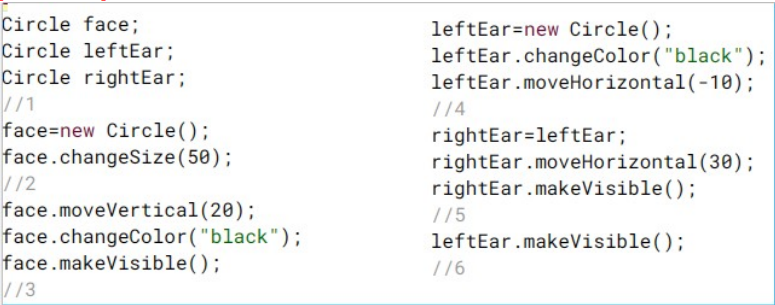 Circle face;
Circle leftEar;
Circle rightEar;
//1
face=new Circle();
face.changeSize(50);
//2
face.moveVertical(20);
face.changeColor("black");
face.makeVisible();
//3
leftEar=new Circle();
leftEar.changeColor("black");
leftEar.moveHorizontal(-10);
//4
rightEar=leftEar;
rightEar.moveHorizontal(30);
rightEar.makeVisible();
//5
leftEar.makeVisible();
//6